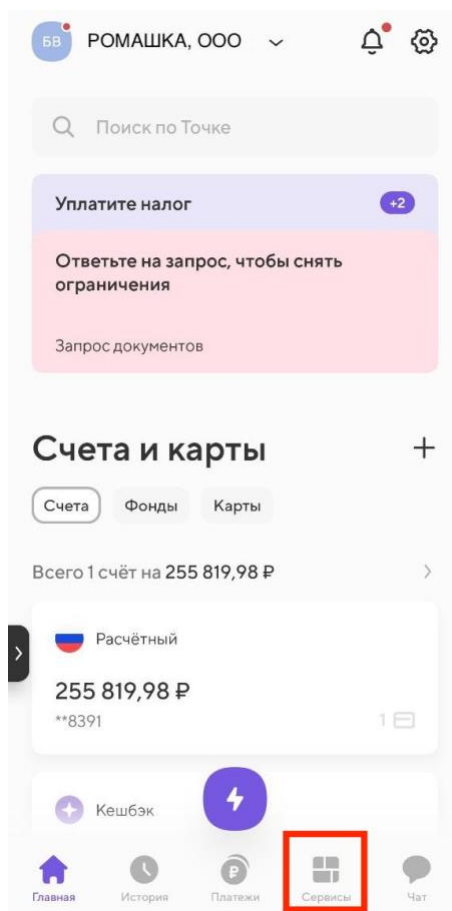 БВ РОМАШКА, ООО
Поиск по Точке
Уплатите налог +2
Ответьте на запрос, чтобы снять
ограничения
Запрос документов
Счета и карты
Счета Фонды Карты
Всего 1 счёт на 255 819,98 ₽
Расчётный
255 819,98 ₽
**8391 1
Кешбэк
Главная История Платежи Сервисы Чат